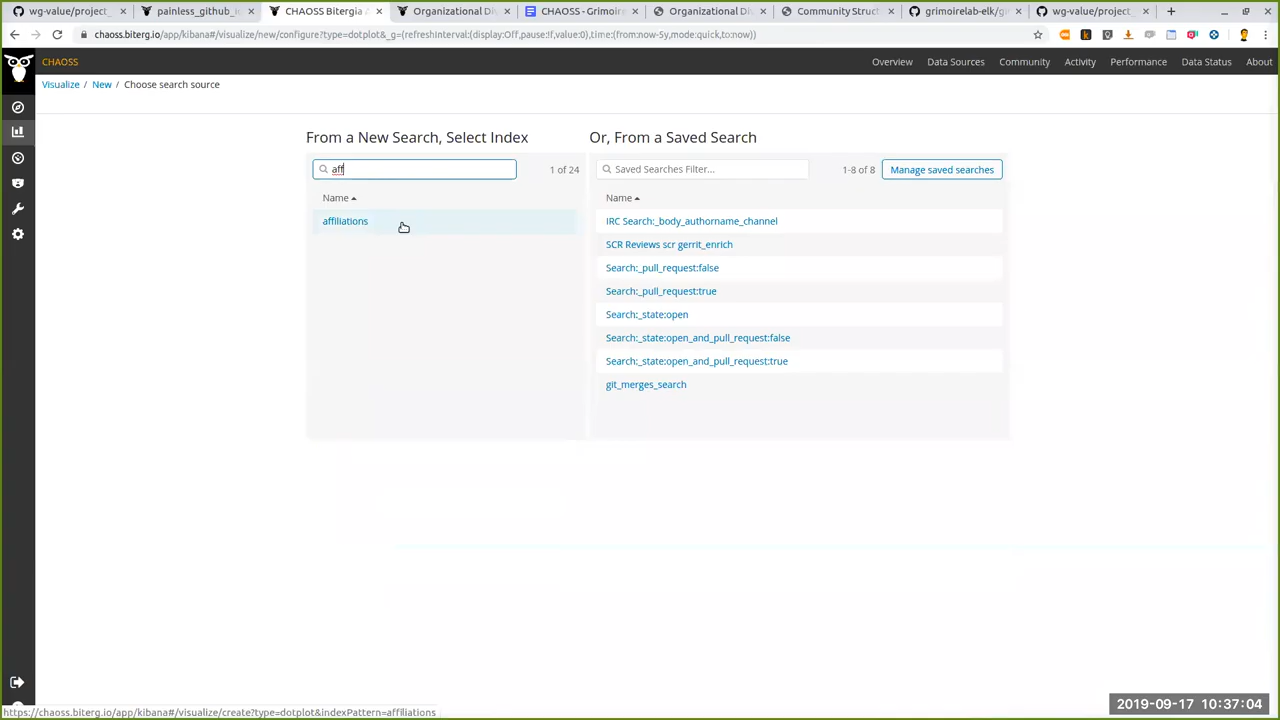 wg-value/project_
painless_github_i
CHAOSS Bitergia A
Organizational Div
CHAOSS - Grimoire
Organizational Div
Community Struct
grimoirelab-elk/gr
wg-value/project_
chaoss.biterg.io/app/kibana#/visualize/new/configure?type=dotplot&_g=(refreshInterval:(display:Off,pause:!f,value:0),time:(from:now-5y,mode:quick,to:now))
CHAOSS
Overview
Data Sources
Community
Activity
Performance
Data Status
About
Visualize / New / Choose search source
From a New Search, Select Index
Or, From a Saved Search
aff
1 of 24
Saved Searches Filter...
1-8 of 8
Manage saved searches
Name
Name
affiliations
IRC Search:_body_authorname_channel
SCR Reviews scr gerrit_enrich
Search:_pull_request:false
Search:_pull_request:true
Search:_state:open
Search:_state:open_and_pull_request:false
Search:_state:open_and_pull_request:true
git_merges_search
https://chaoss.biterg.io/app/kibana#/visualize/create?type=dotplot&indexPattern=affiliations
2019-09-17 10:37:04